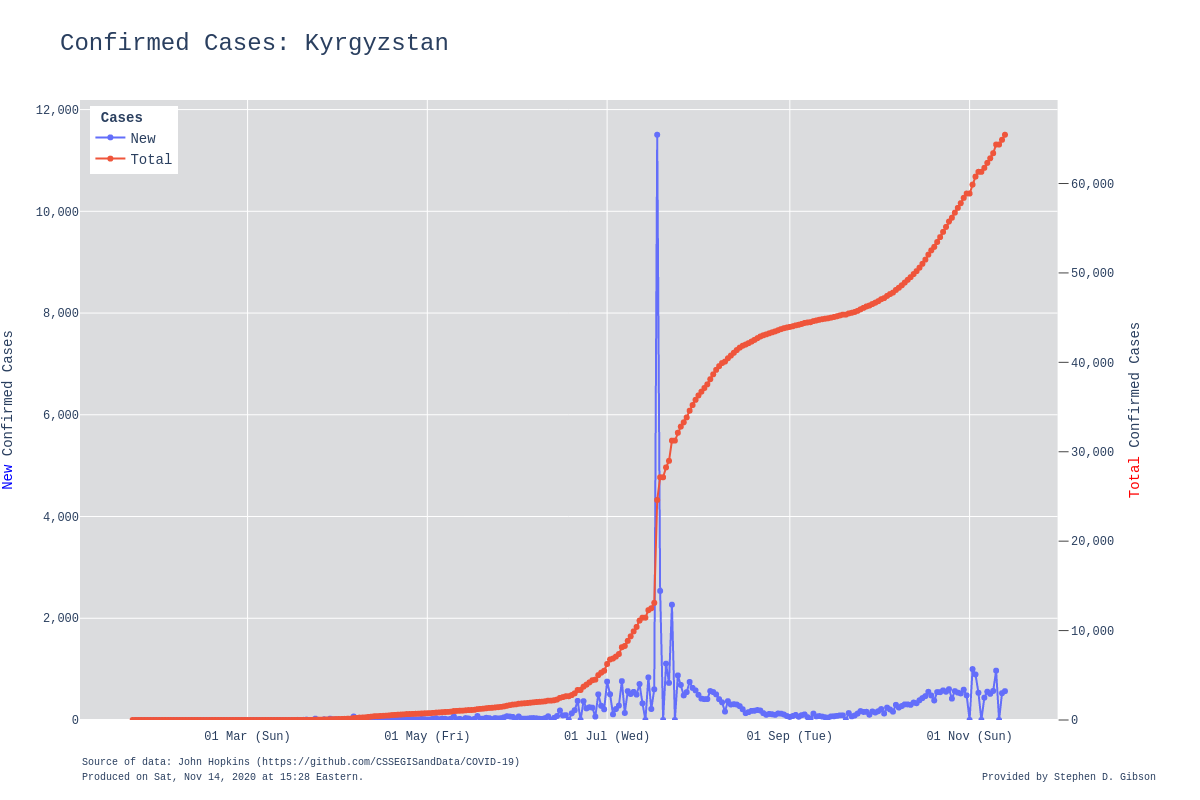 Confirmed Cases: Kyrgyzstan
Cases
New
Total
12,000
10,000
8,000
6,000
4,000
2,000
0
60,000
50,000
40,000
30,000
20,000
10,000
0
New Confirmed Cases
Total Confirmed Cases
01 Mar (Sun)
01 May (Fri)
01 Jul (Wed)
01 Sep (Tue)
01 Nov (Sun)
Source of data: John Hopkins (https://github.com/CSSEGISandData/COVID-19)
Produced on Sat, Nov 14, 2020 at 15:28 Eastern.
Provided by Stephen D. Gibson